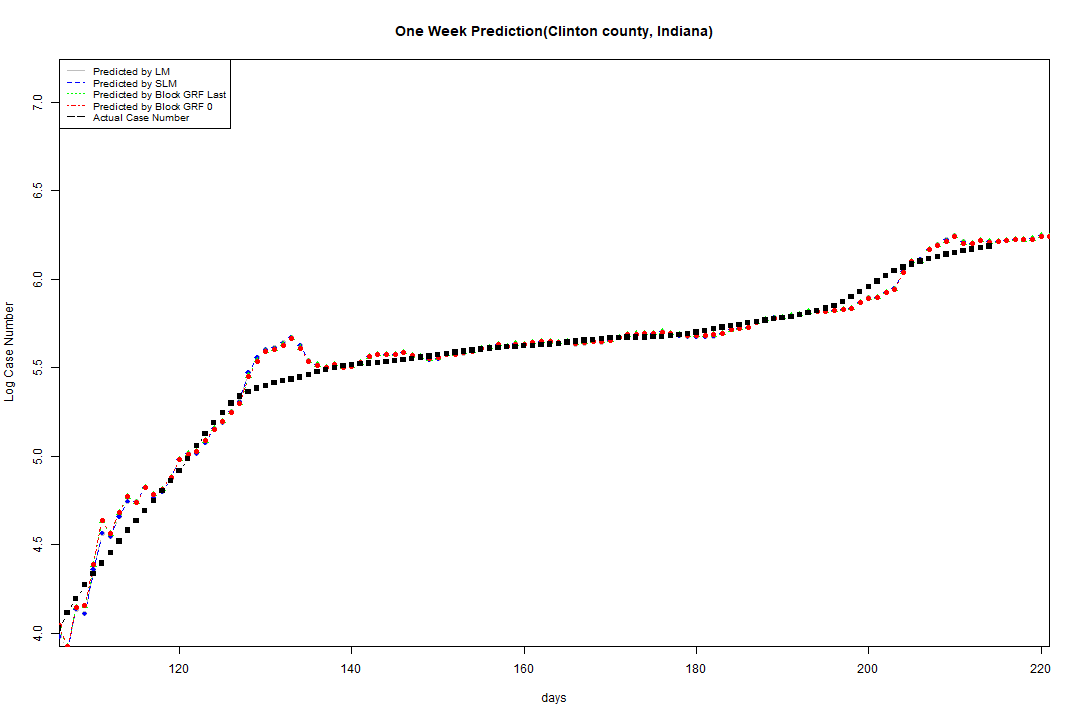 One Week Prediction(Clinton county, Indiana)
Predicted by LM
Predicted by SLM
Predicted by Block GRF Last
Predicted by Block GRF 0
Actual Case Number
7.0
6.5
6.0
5.5
5.0
4.5
4.0
Log Case Number
120 140 160 180 200 220
days